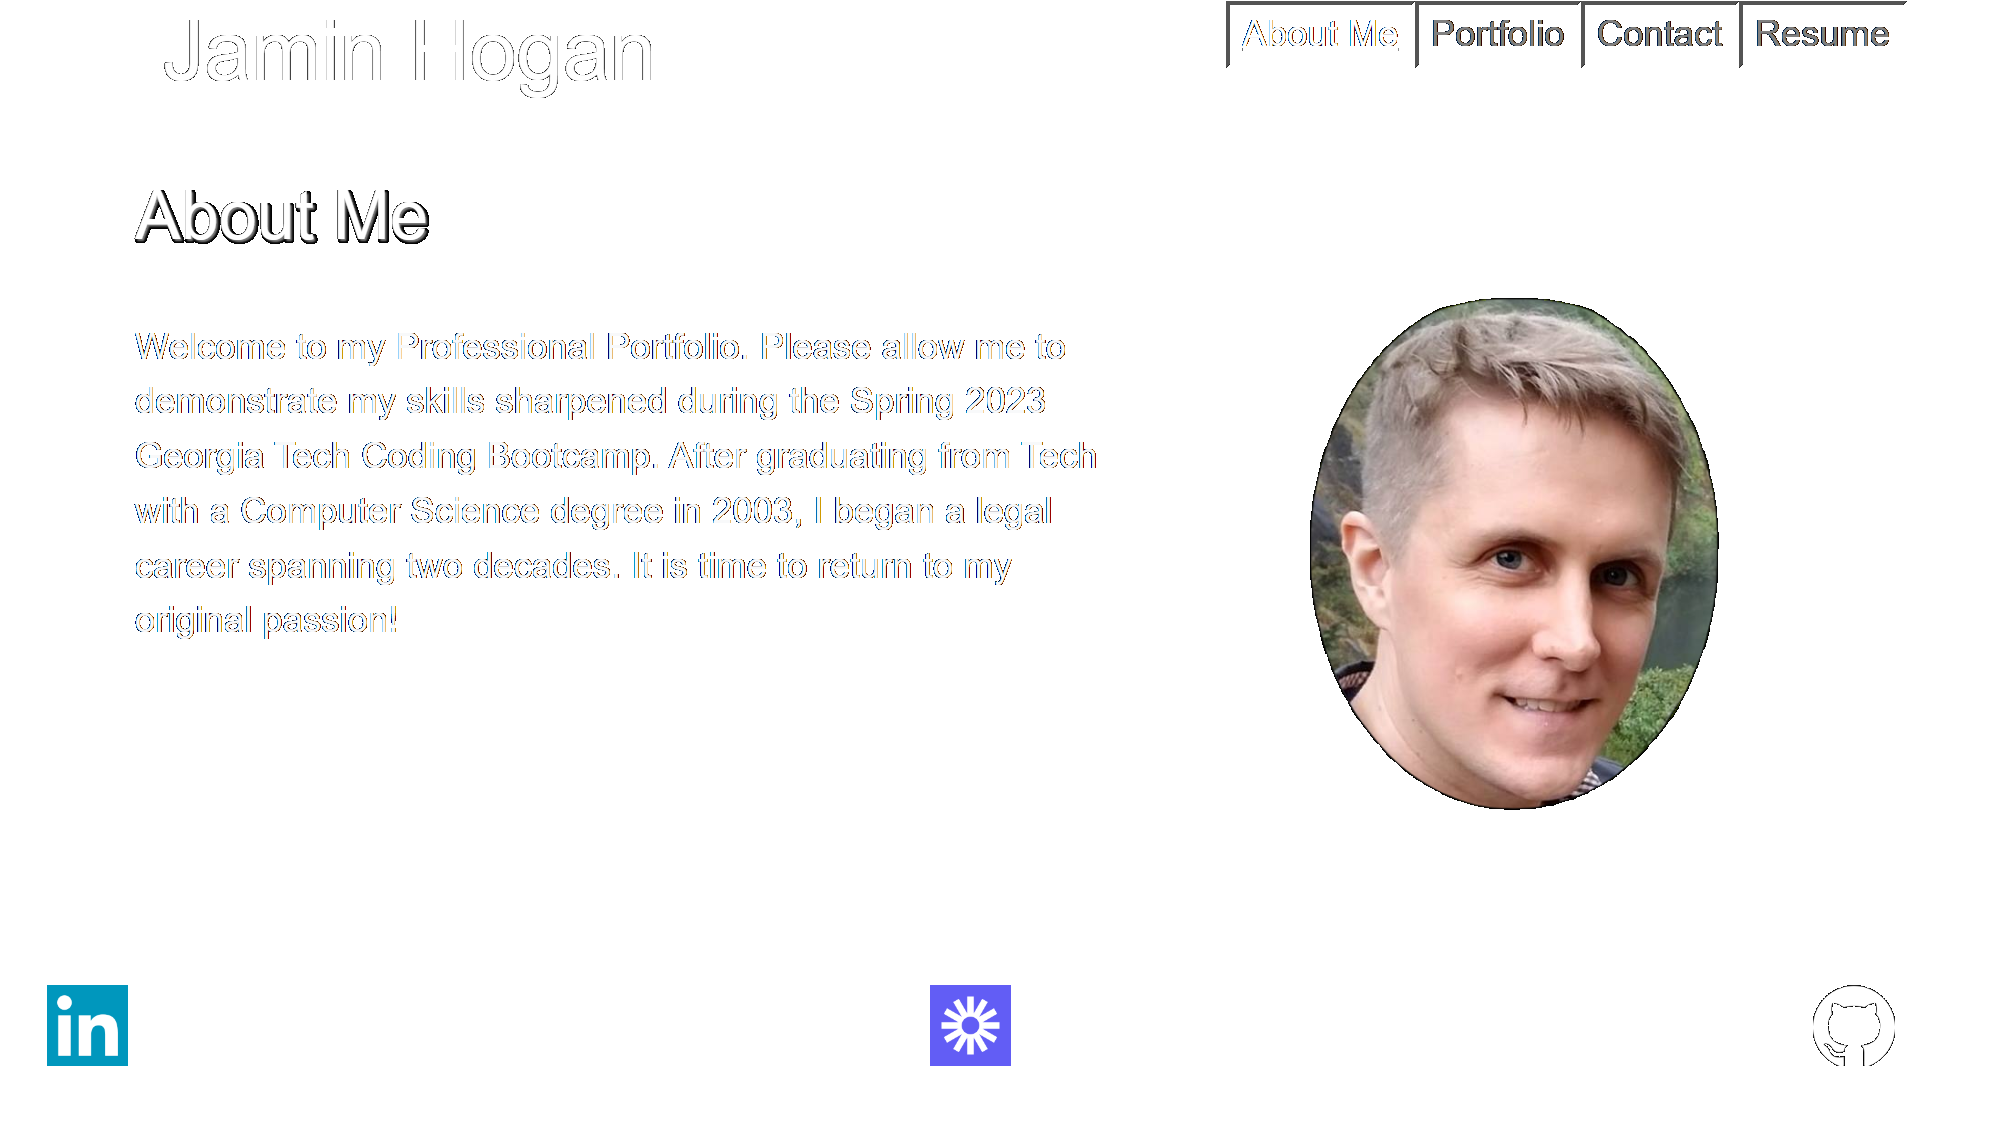 Jamin Hogan
About Me
Portfolio
Contact
Resume
About Me
Welcome to my Professional Portfolio. Please allow me to
demonstrate my skills sharpened during the Spring 2023
Georgia Tech Coding Bootcamp. After graduating from Tech
with a Computer Science degree in 2003, I began a legal
career spanning two decades. It is time to return to my
original passion!
in